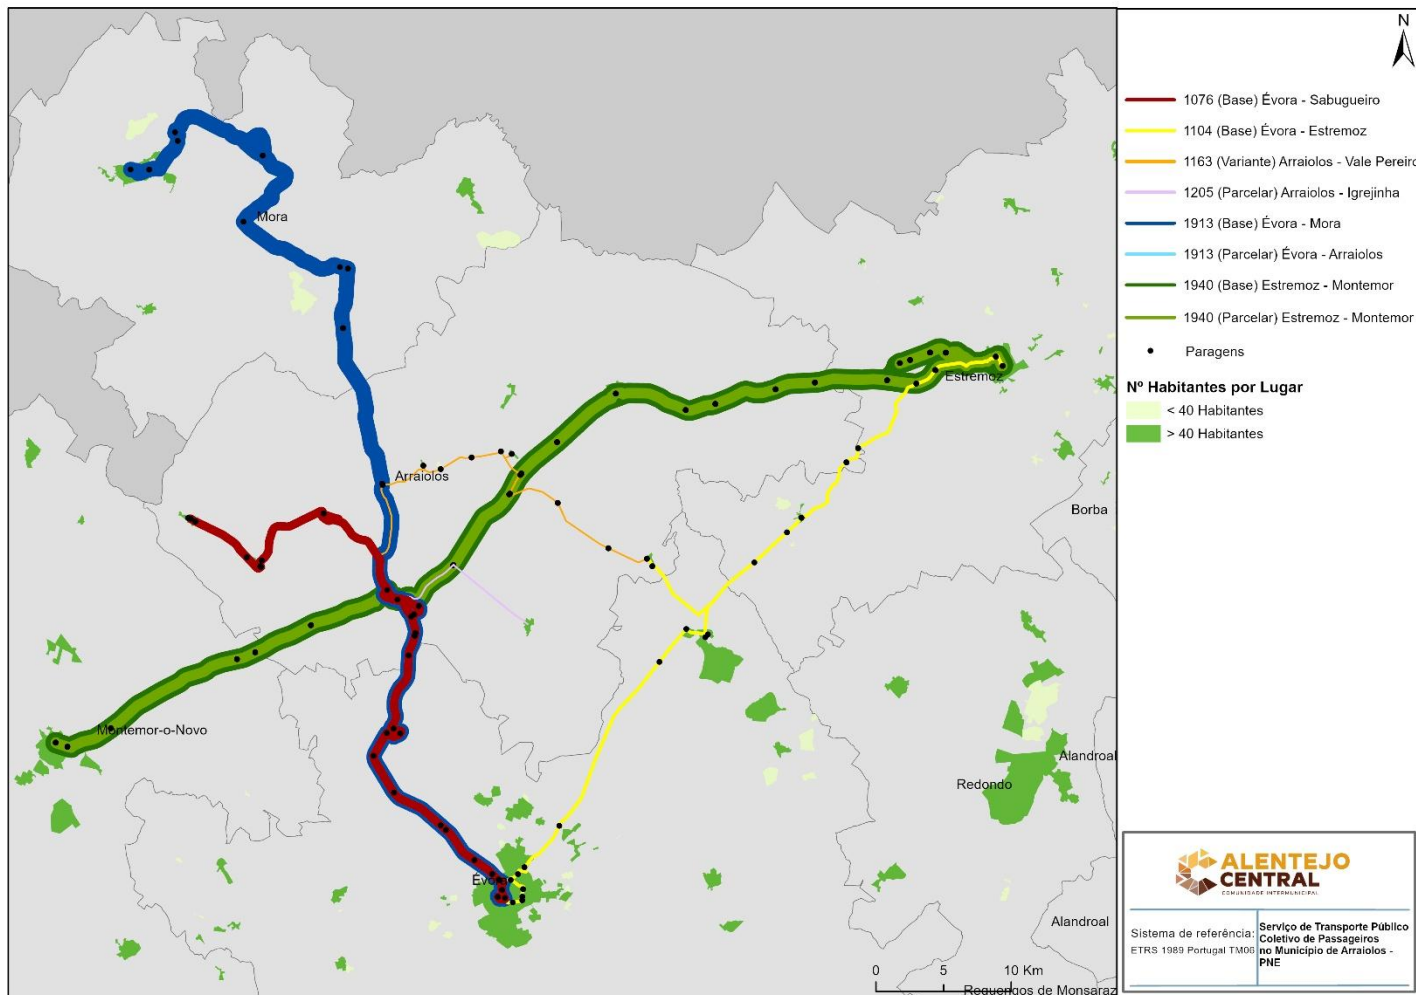 N
1076 (Base) Évora - Sabugueiro
1104 (Base) Évora - Estremoz
1163 (Variante) Arraiolos - Vale Pereiro
1205 (Parcelar) Arraiolos - Igrejinha
1913 (Base) Évora - Mora
1913 (Parcelar) Évora - Arraiolos
1940 (Base) Estremoz - Montemor
1940 (Parcelar) Estremoz - Montemor
Paragens
Nº Habitantes por Lugar
< 40 Habitantes
> 40 Habitantes
Mora
Estremoz
Arraiolos
Borba
Montemor-o-Novo
Alandroal
Redondo
Évora
Alandroal
0 5 10 Km
Reguengos de Monsaraz
ALENTEJO
CENTRAL
COMUNIDADE INTERMUNICIPAL
Sistema de referência:
ETRS 1989 Portugal TM06
Serviço de Transporte Público
Coletivo de Passageiros
no Município de Arraiolos -
PNE